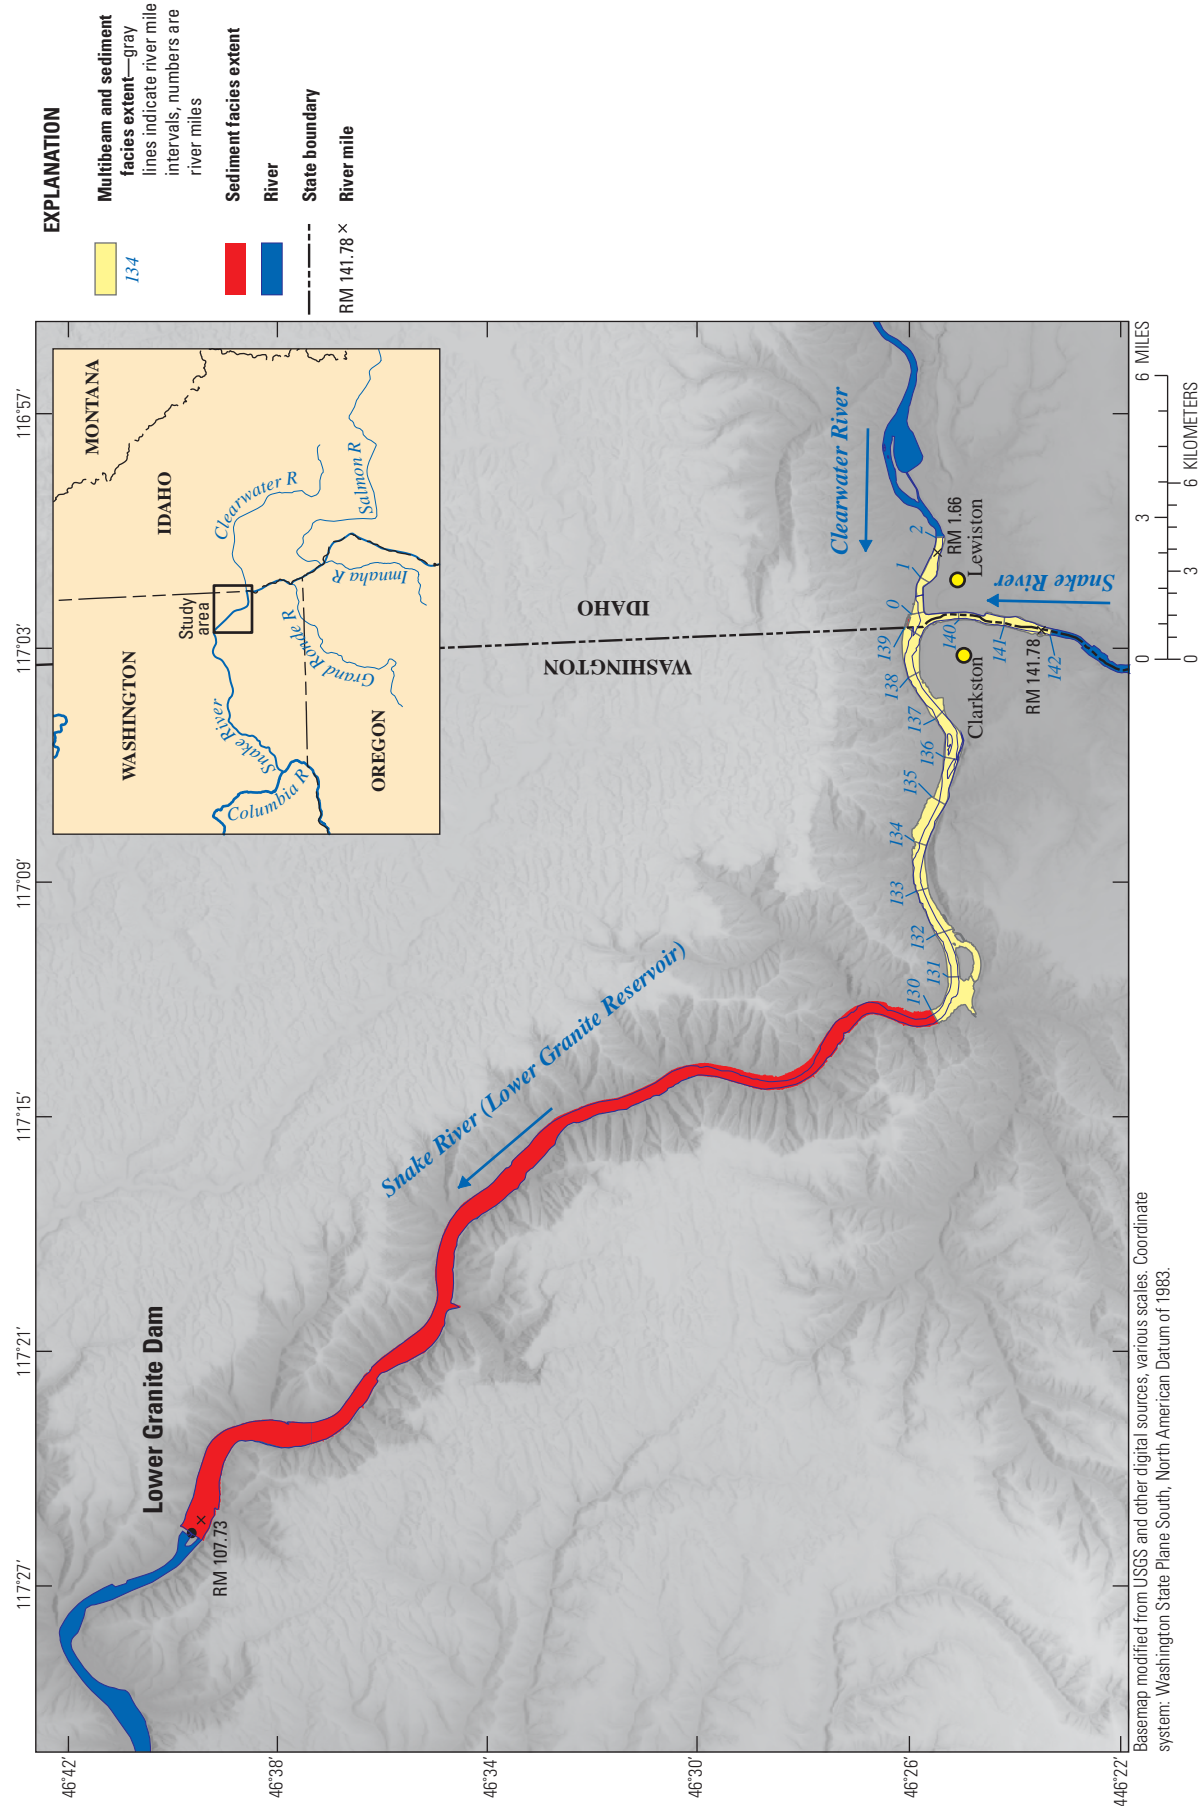 EXPLANATION
Multibeam and sediment
facies extent—gray
lines indicate river mile
intervals, numbers are
river miles
134
Sediment facies extent
River
State boundary
RM 141.78 × River mile
116°57′
117°03′
117°09′
117°15′
117°21′
117°27′
46°42′
46°38′
46°34′
46°30′
46°26′
446°22′
MONTANA
IDAHO
WASHINGTON
OREGON
Clearwater R
Salmon R
Imnaha R
Grand Ronde R
Snake River
Columbia R
Study
area
IDAHO
WASHINGTON
Clearwater River
Snake River
Snake River (Lower Granite Reservoir)
Lower Granite Dam
RM 107.73
RM 1.66
Lewiston
Clarkston
RM 141.78
2
1
0
139
140
141
142
138
137
136
135
134
133
132
131
130
0 3 6 MILES
0 3 6 KILOMETERS
Basemap modified from USGS and other digital sources, various scales. Coordinate
system: Washington State Plane South, North American Datum of 1983.